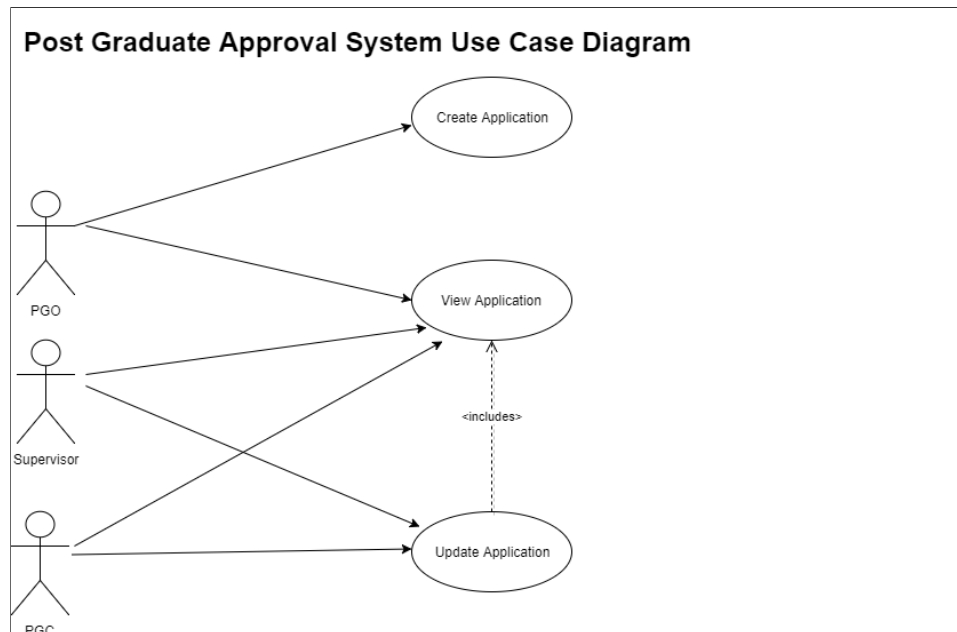 Post Graduate Approval System Use Case Diagram
Create Application
PGO
View Application
<includes>
Supervisor
Update Application
PGC